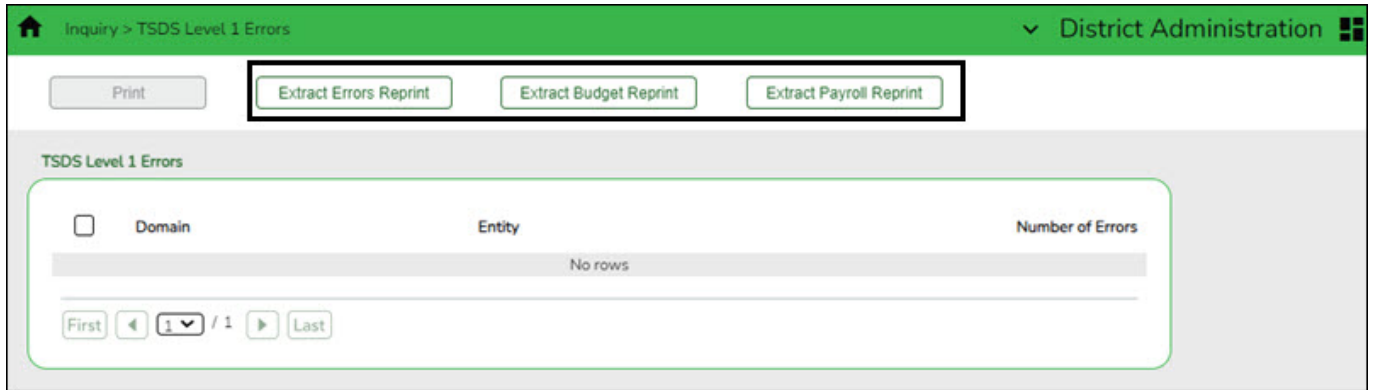 Inquiry > TSDS Level 1 Errors
District Administration
Print
Extract Errors Reprint
Extract Budget Reprint
Extract Payroll Reprint
TSDS Level 1 Errors
Domain Entity Number of Errors
No rows
First 1 / 1 Last